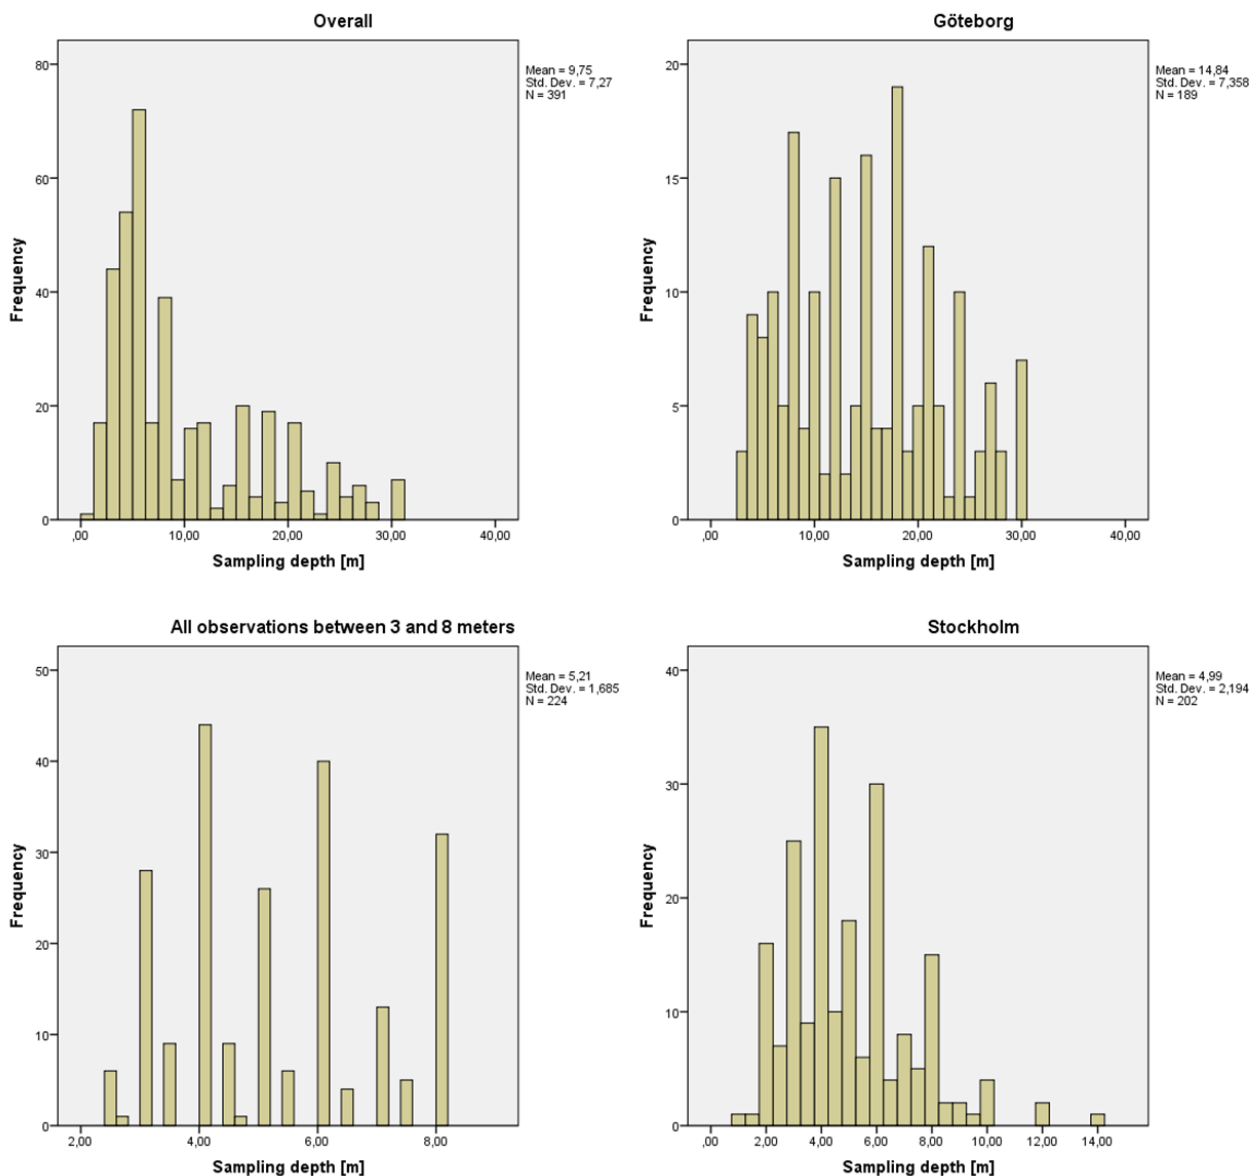 Overall
Mean = 9,75
Std. Dev. = 7,27
N = 391
80
60
40
20
0
Frequency
,00 10,00 20,00 30,00 40,00
Sampling depth [m]
Göteborg
Mean = 14,84
Std. Dev. = 7,358
N = 189
20
15
10
5
0
Frequency
,00 10,00 20,00 30,00 40,00
Sampling depth [m]
All observations between 3 and 8 meters
Mean = 5,21
Std. Dev. = 1,685
N = 224
50
40
30
20
10
0
Frequency
2,00 4,00 6,00 8,00
Sampling depth [m]
Stockholm
Mean = 4,99
Std. Dev. = 2,194
N = 202
40
30
20
10
0
Frequency
,00 2,00 4,00 6,00 8,00 10,00 12,00 14,00
Sampling depth [m]